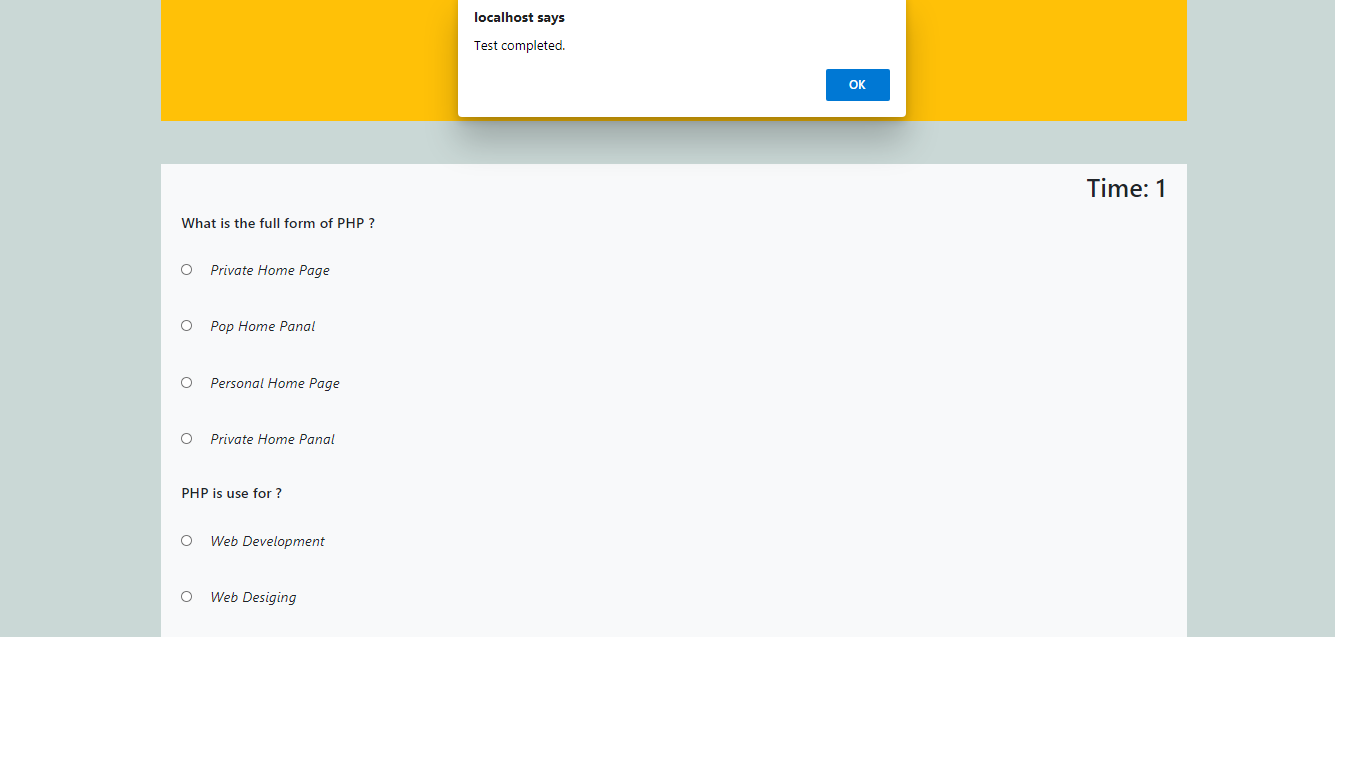 localhost says
Test completed.
OK
Time: 1
What is the full form of PHP ?
Private Home Page
Pop Home Panal
Personal Home Page
Private Home Panal
PHP is use for ?
Web Development
Web Desiging